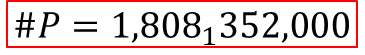 #P = 1,808₁352,000